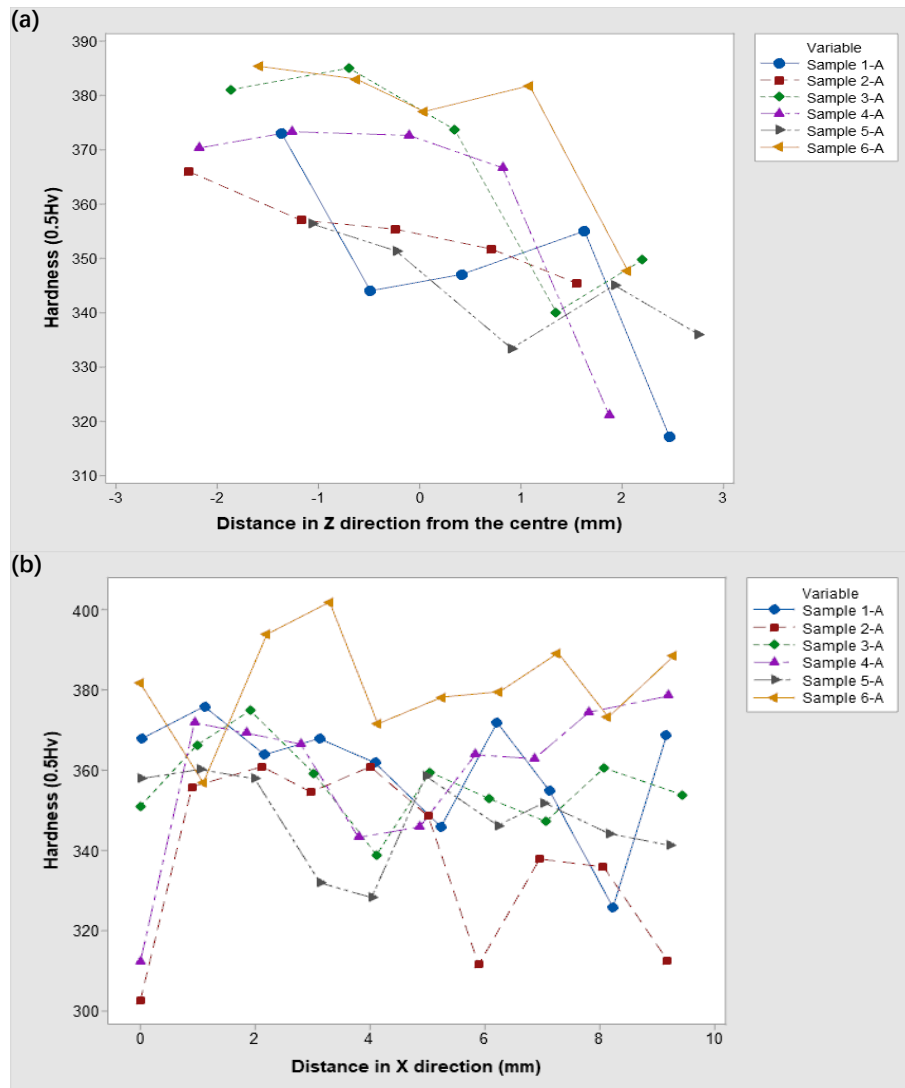 (a)
390
380
370
360
350
340
330
320
310
Hardness (0.5Hv)
-3
-2
-1
0
1
2
3
Distance in Z direction from the centre (mm)
Variable
Sample 1-A
Sample 2-A
Sample 3-A
Sample 4-A
Sample 5-A
Sample 6-A
(b)
400
380
360
340
320
300
Hardness (0.5Hv)
0
2
4
6
8
10
Distance in X direction (mm)
Variable
Sample 1-A
Sample 2-A
Sample 3-A
Sample 4-A
Sample 5-A
Sample 6-A